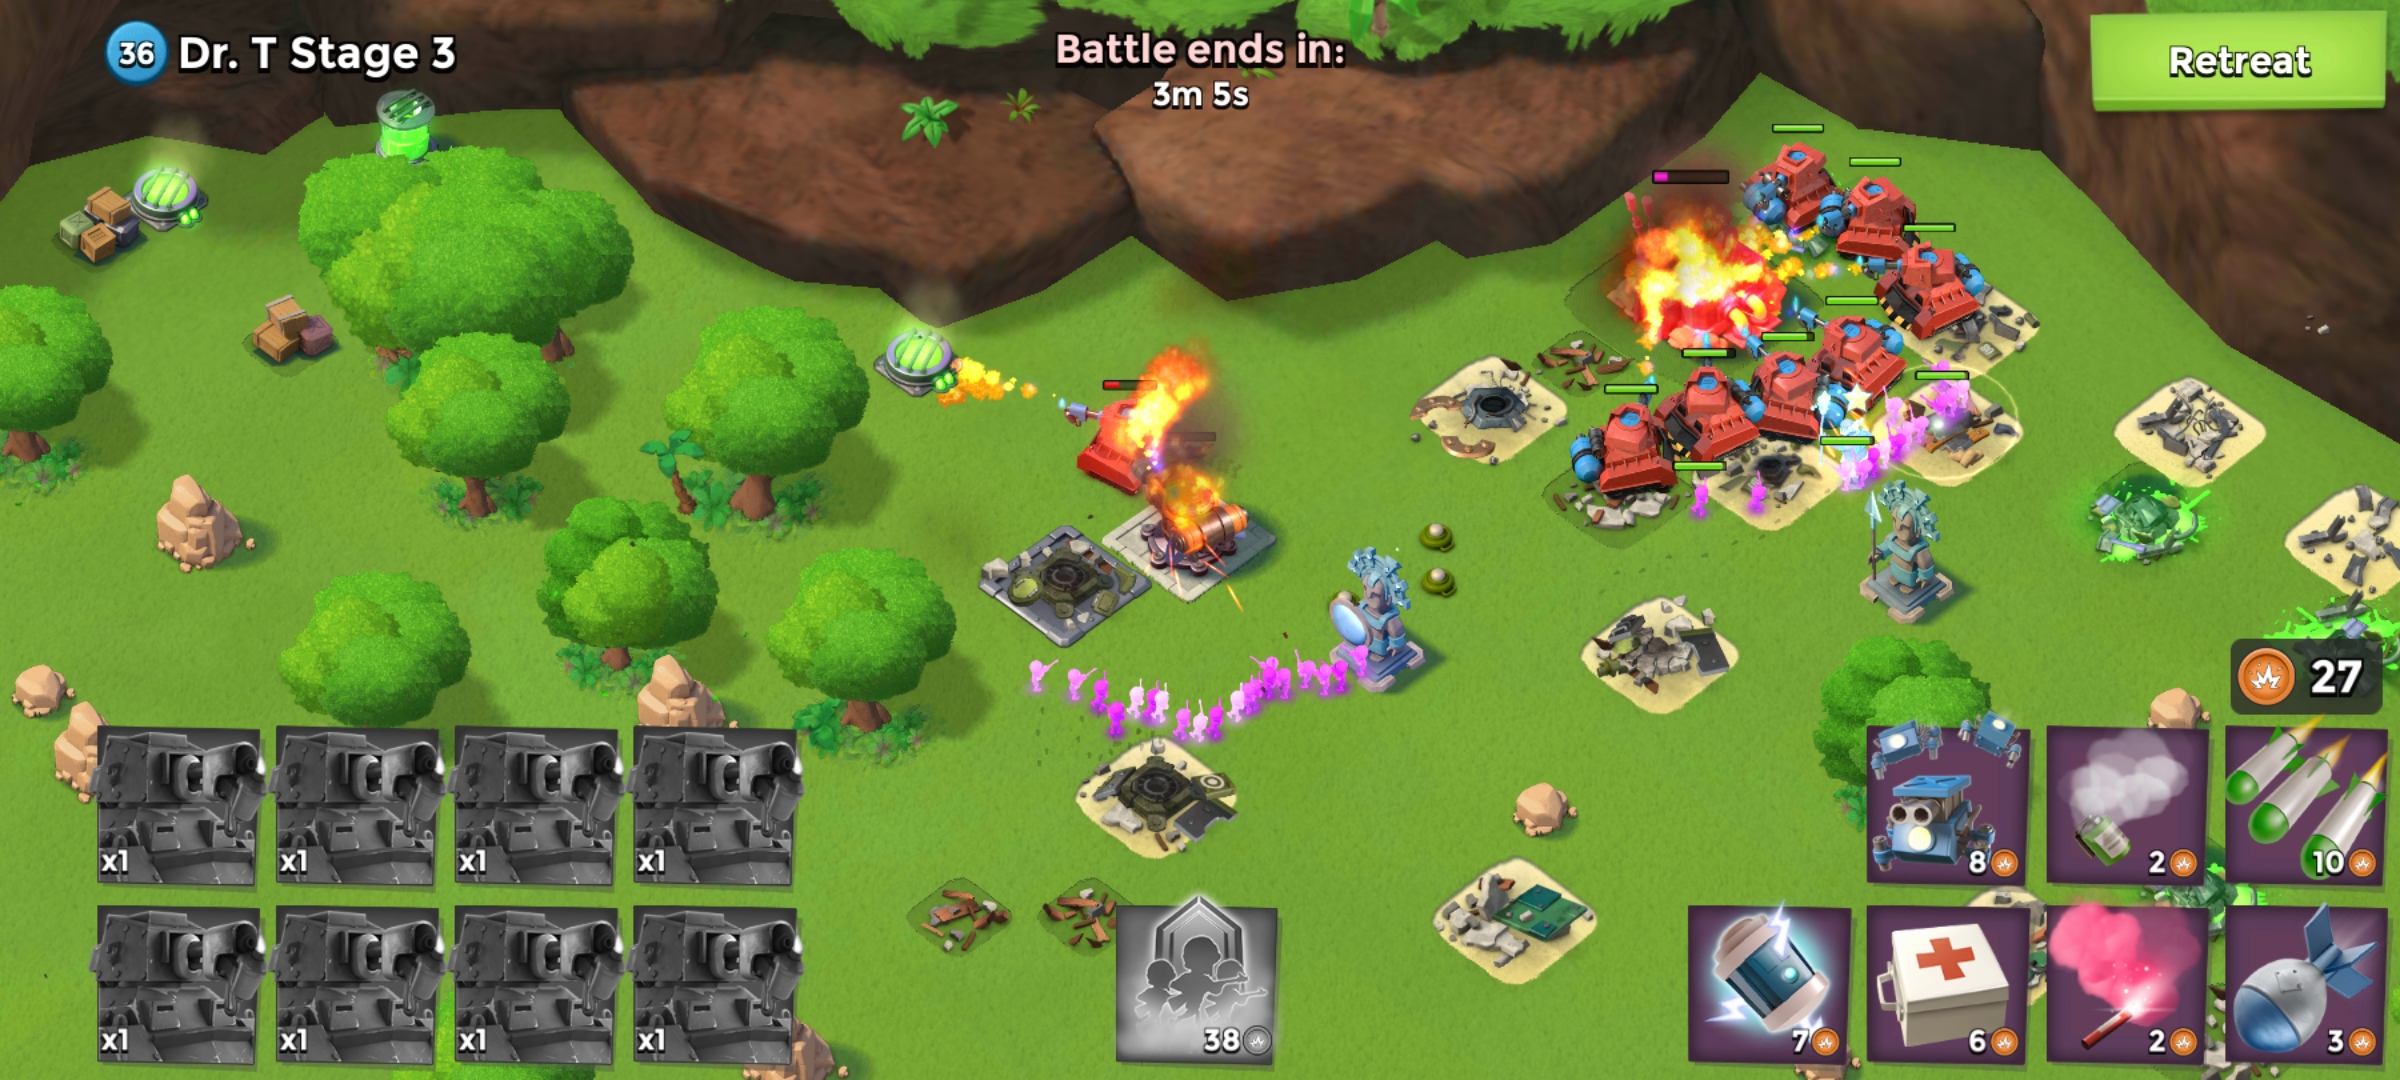 36 Dr. T Stage 3
Battle ends in:
3m 5s
Retreat
27
x1
x1
x1
x1
8
2
10
x1
x1
x1
x1
38
7
6
2
3